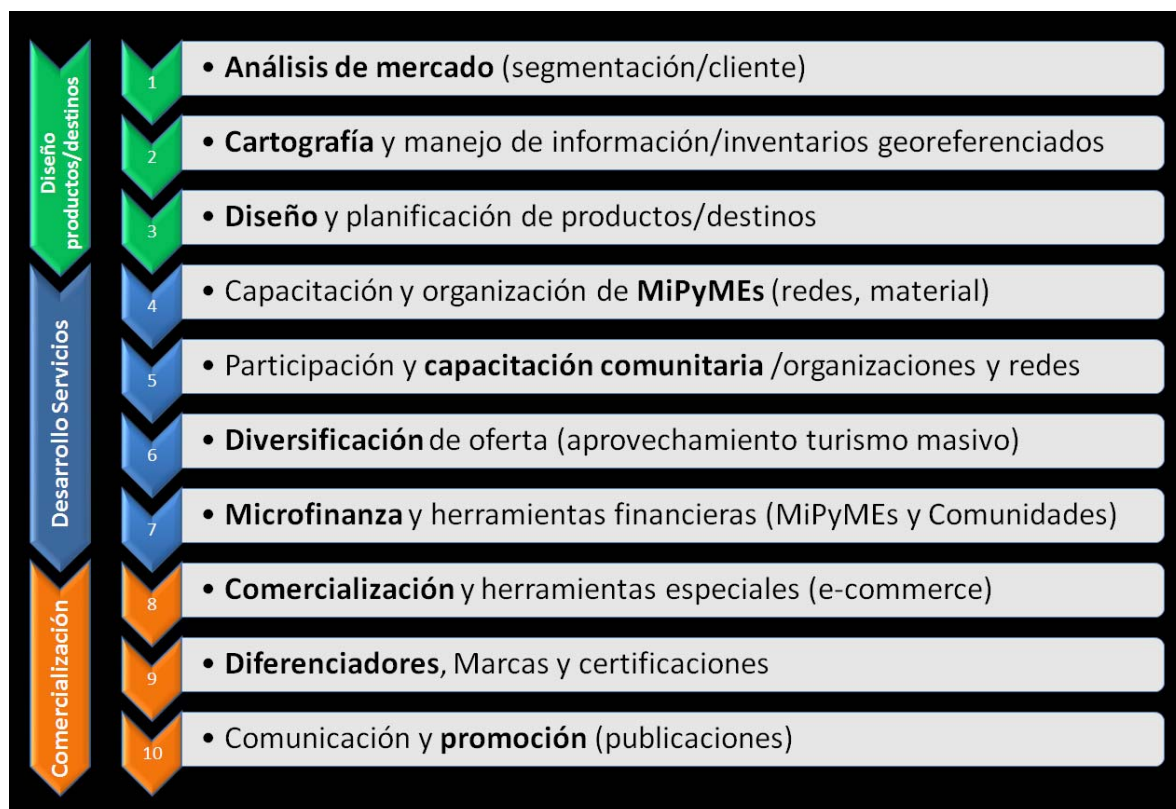 Diseño
productos/destinos
1
• Análisis de mercado (segmentación/cliente)
2
• Cartografía y manejo de información/inventarios georeferenciados
3
• Diseño y planificación de productos/destinos
Desarrollo Servicios
4
• Capacitación y organización de MiPyMEs (redes, material)
5
• Participación y capacitación comunitaria /organizaciones y redes
6
• Diversificación de oferta (aprovechamiento turismo masivo)
7
• Microfinanza y herramientas financieras (MiPyMEs y Comunidades)
Comercialización
8
• Comercialización y herramientas especiales (e-commerce)
9
• Diferenciadores, Marcas y certificaciones
10
• Comunicación y promoción (publicaciones)